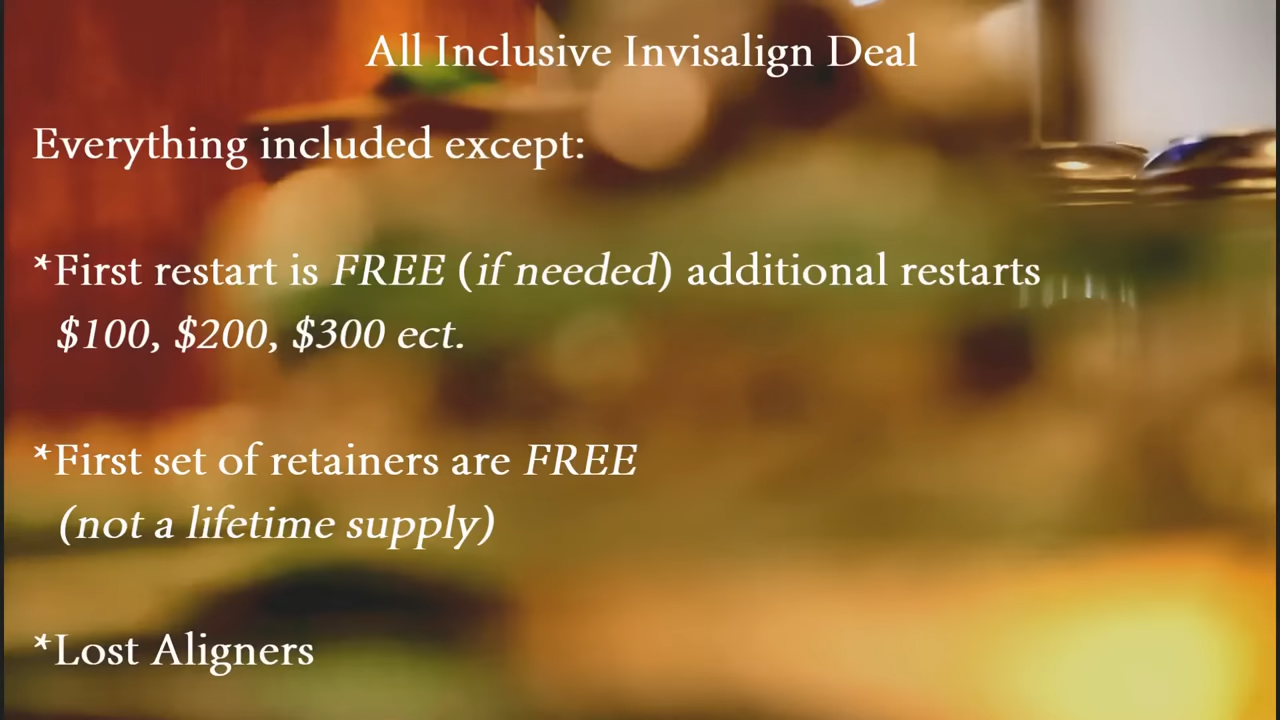 All Inclusive Invisalign Deal
Everything included except:
*First restart is FREE (if needed) additional restarts
$100, $200, $300 ect.
*First set of retainers are FREE
(not a lifetime supply)
*Lost Aligners